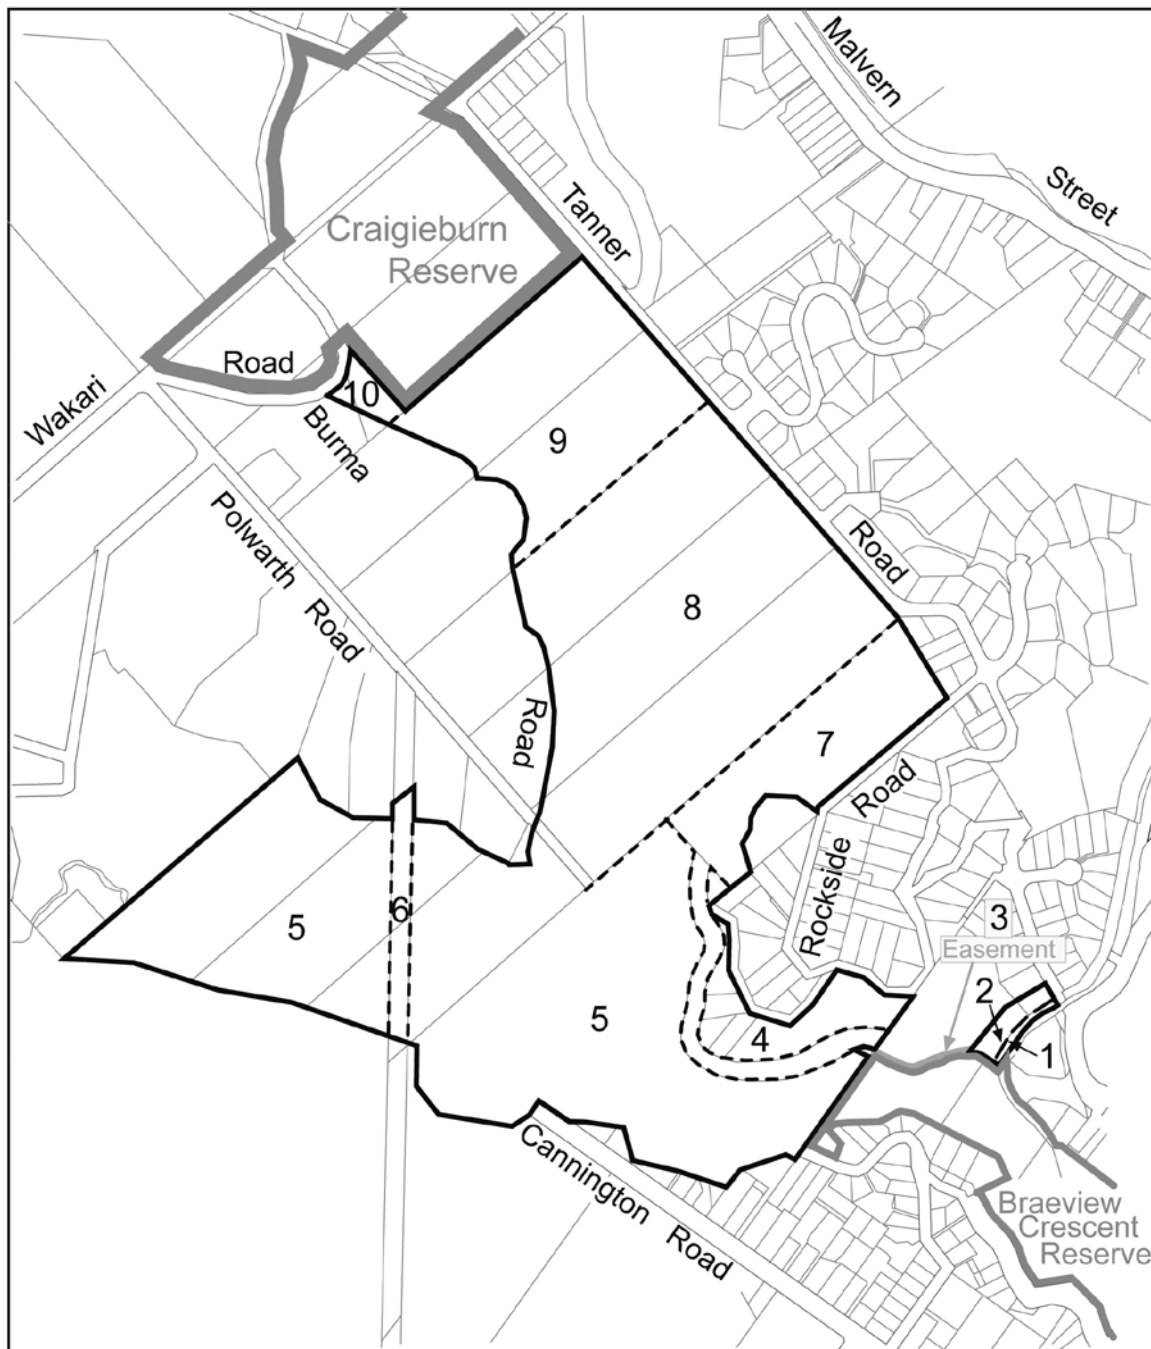 Malvern
Street
Tanner
Craigieburn
Reserve
Road
Wakari
10
Burma
9
Polwarth
Road
Road
8
Road
7
Road
Rockside
6
5
3
Easement
2
5
4
1
Cannington
Road
Braeview
Crescent
Reserve